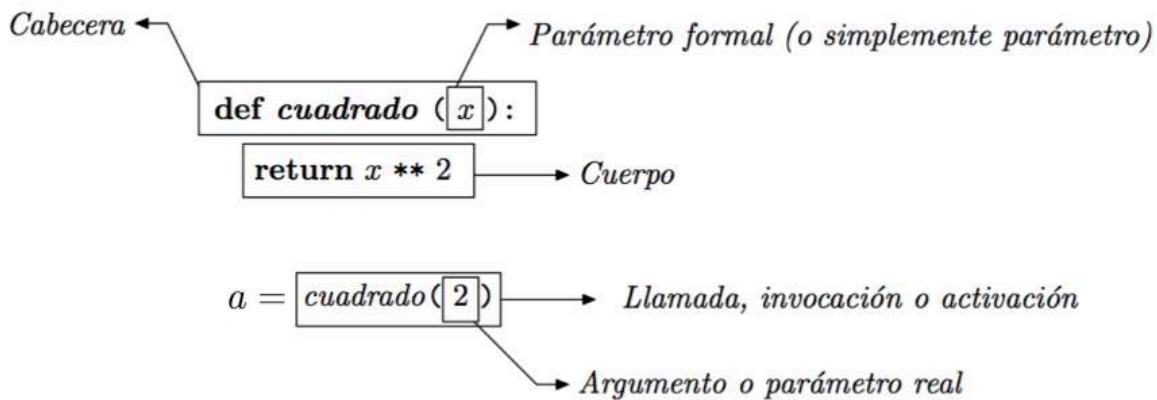 Cabecera
Parámetro formal (o simplemente parámetro)
def cuadrado (x):
return x ** 2
Cuerpo
a = cuadrado(2)
Llamada, invocación o activación
Argumento o parámetro real